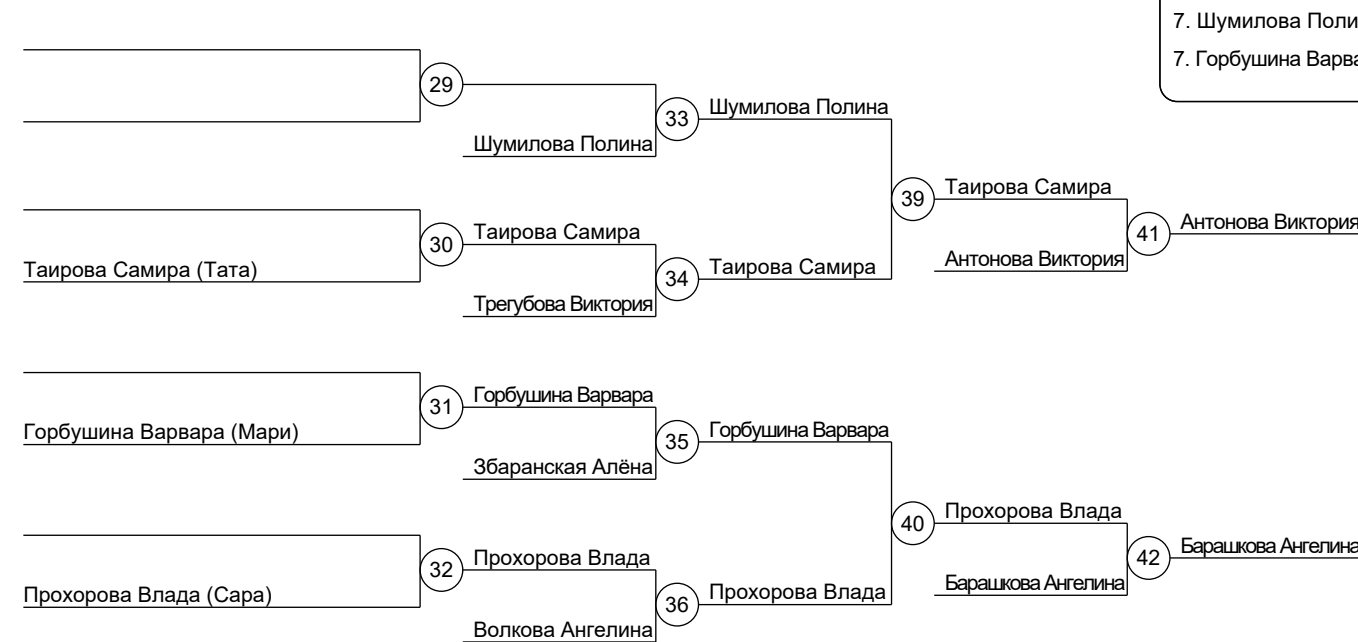 7. Шумилова Поли
7. Горбушина Варва
29
33
Шумилова Полина
Шумилова Полина
39
Таирова Самира
41
Антонова Виктория
30
Таирова Самира
Таирова Самира (Тата)
34
Таирова Самира
Антонова Виктория
Трегубова Виктория
31
Горбушина Варвара
Горбушина Варвара (Мари)
35
Горбушина Варвара
Збаранская Алёна
40
Прохорова Влада
42
Барашкова Ангелина
32
Прохорова Влада
Барашкова Ангелина
Прохорова Влада (Сара)
36
Прохорова Влада
Волкова Ангелина